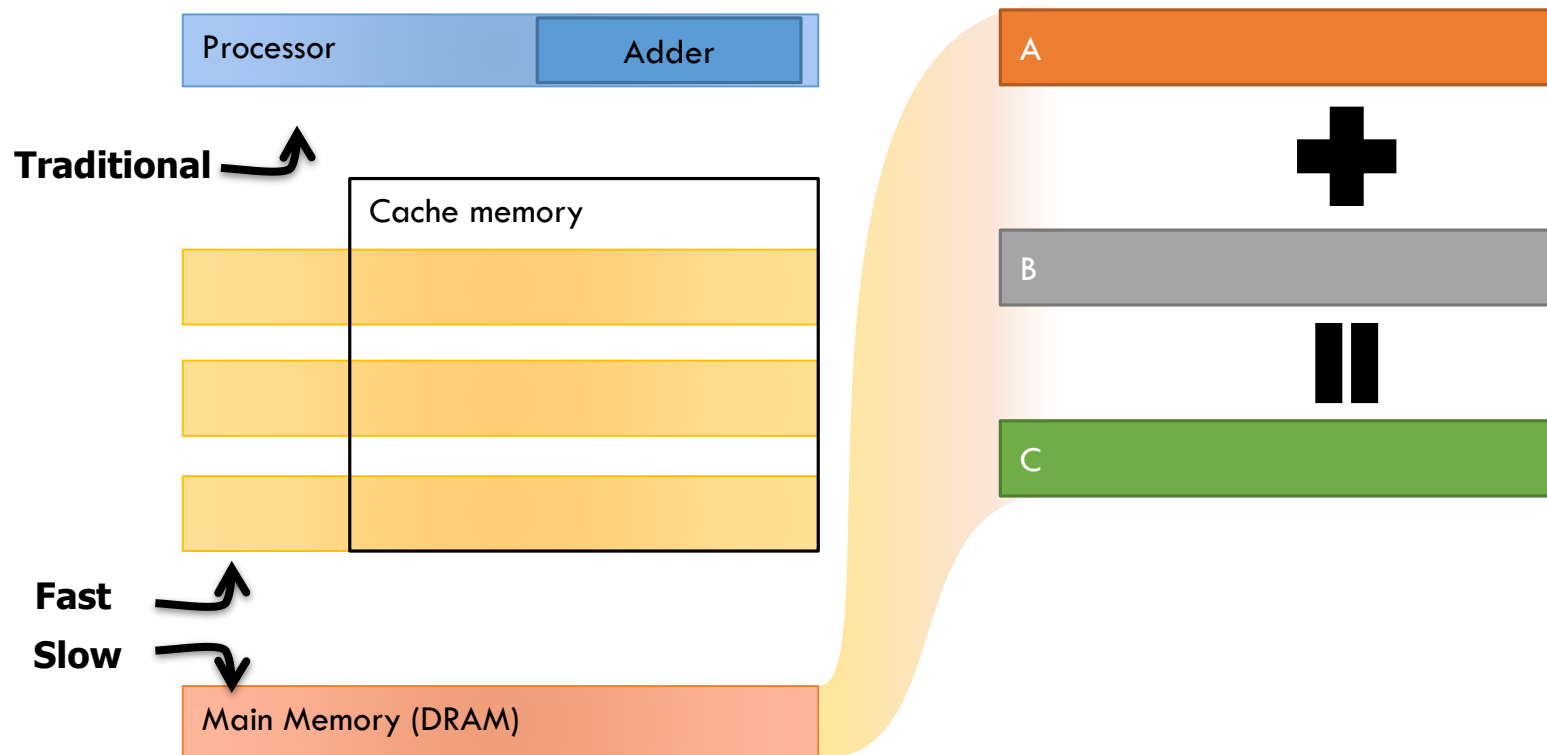 Processor
Adder
Traditional
Cache memory
Fast
Slow
Main Memory (DRAM)
A
B
C